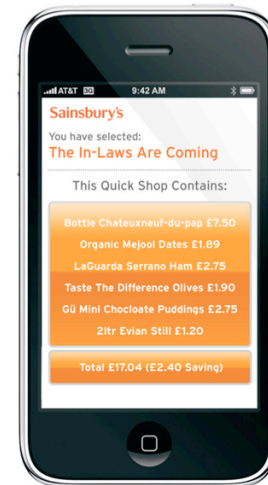 AT&T 3G 9:42 AM
Sainsbury's
You have selected:
The In-Laws Are Coming
This Quick Shop Contains:
Bottle Chateuxneuf-du-pap £7.50
Organic Mejool Dates £1.89
LaGuarda Serrano Ham £2.75
Taste The Difference Olives £1.90
Gü Mini Chocloate Puddings £2.75
2ltr Evian Still £1.20
Total £17.04 (£2.40 Saving)